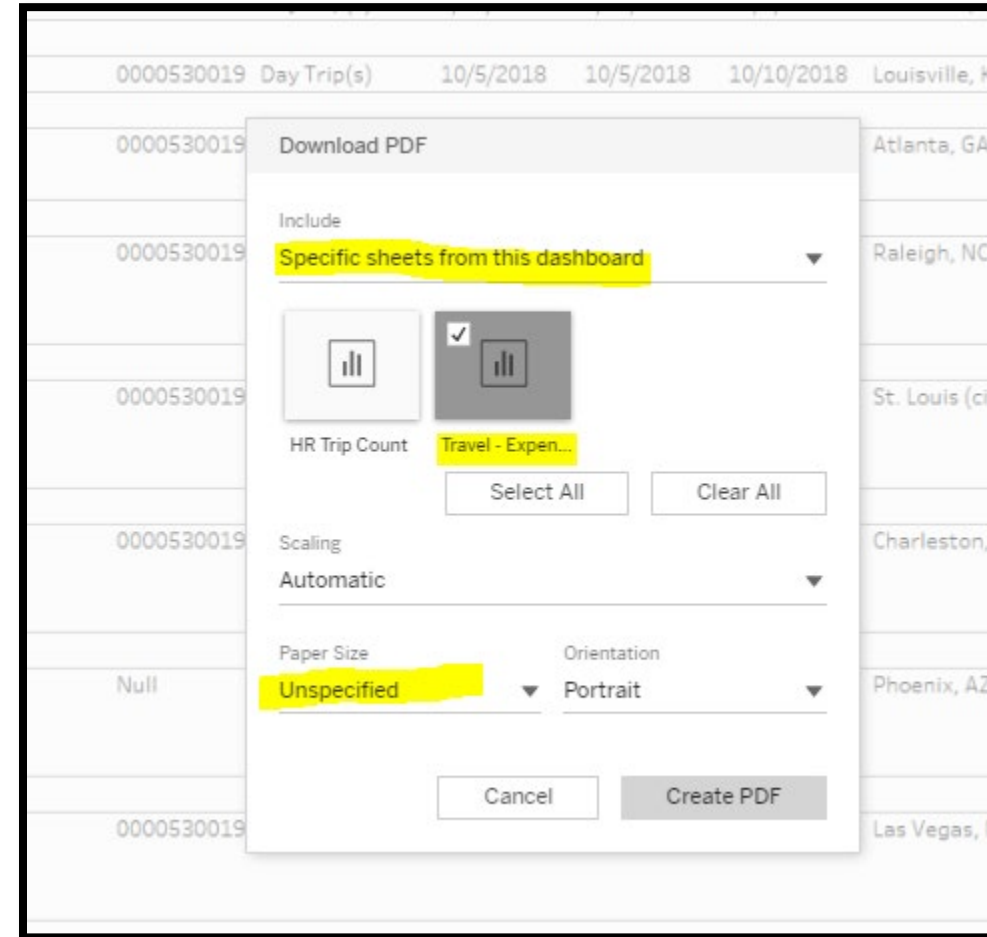 0000530019 Day Trip(s) 10/5/2018 10/5/2018 10/10/2018 Louisville,
0000530019 Atlanta, GA
Download PDF
Include
0000530019 Raleigh, NC
Specific sheets from this dashboard
0000530019 St. Louis (ci
HR Trip Count Travel - Expen...
Select All Clear All
0000530019 Charleston,
Scaling
Automatic
Paper Size Orientation
Null Phoenix, AZ
Unspecified Portrait
Cancel Create PDF
0000530019 Las Vegas,